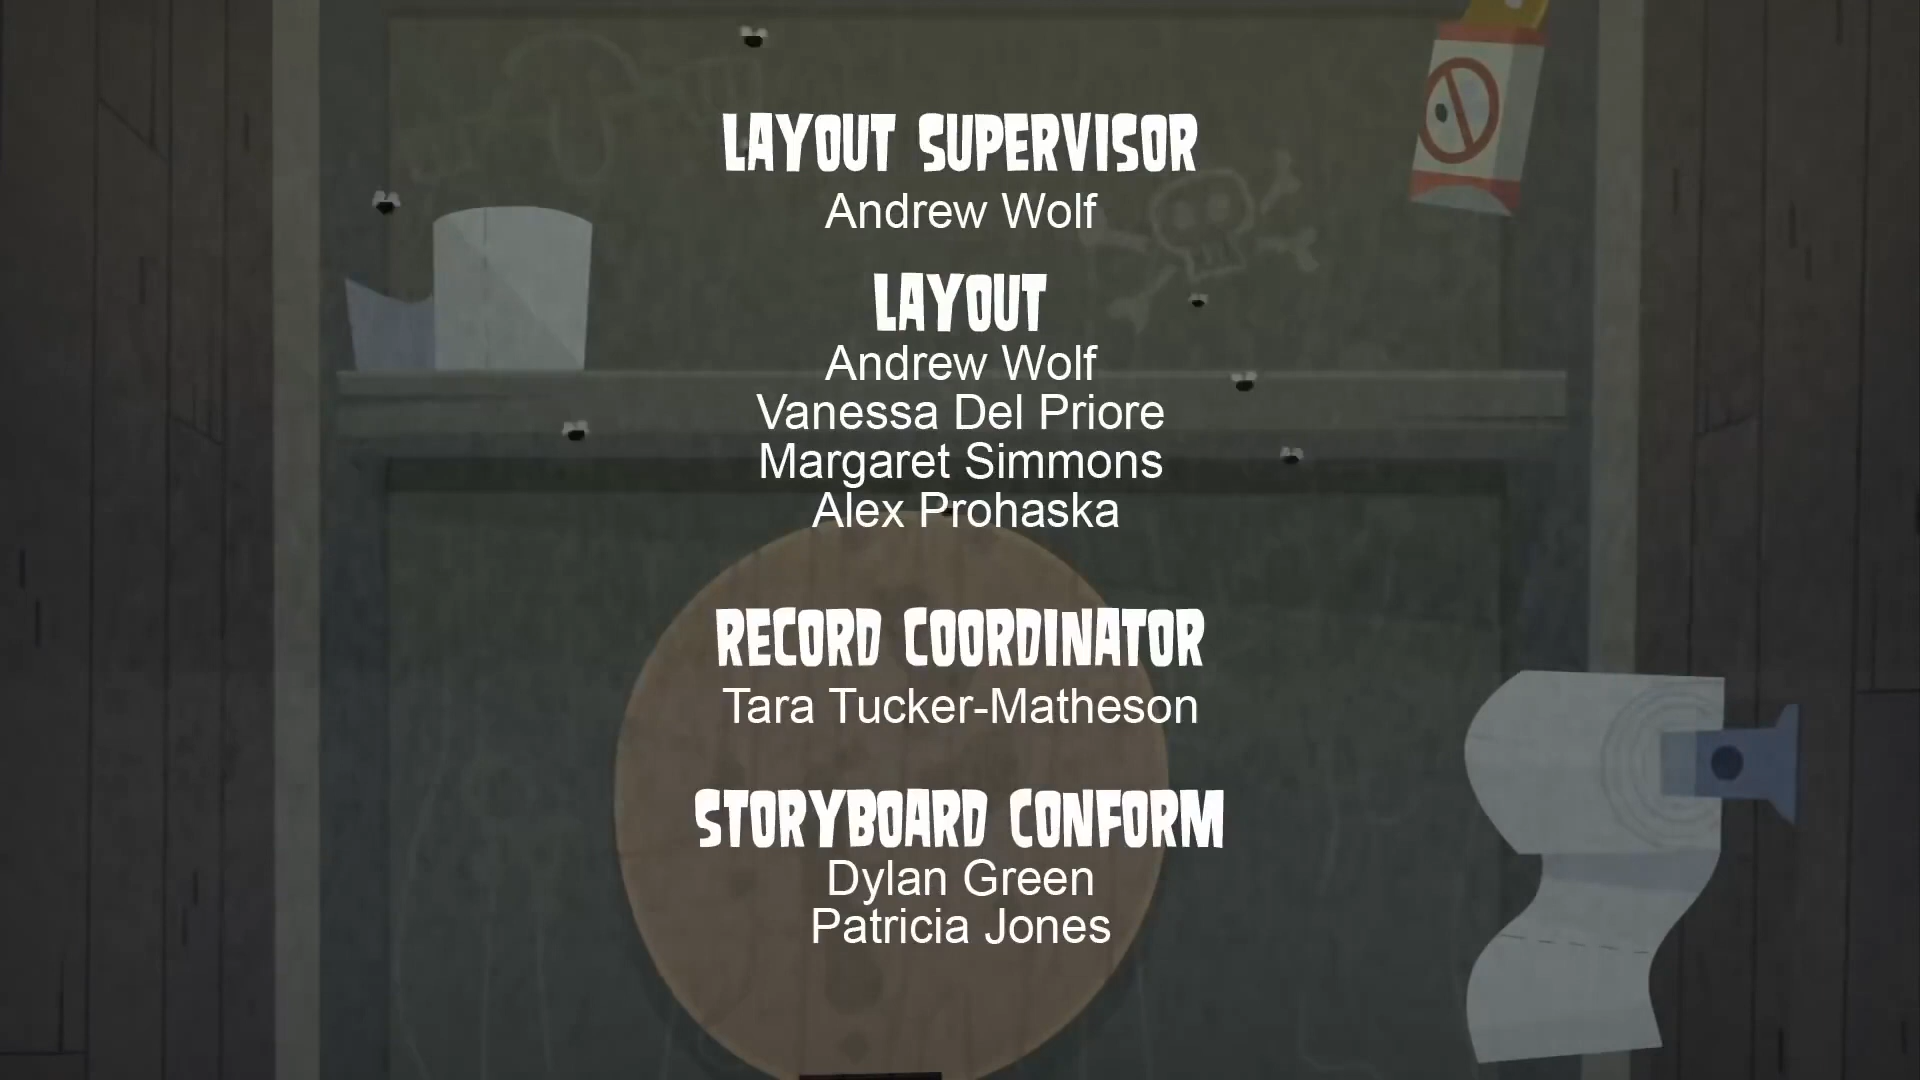 LAYOUT SUPERVISOR
Andrew Wolf
LAYOUT
Andrew Wolf
Vanessa Del Priore
Margaret Simmons
Alex Prohaska
RECORD COORDINATOR
Tara Tucker-Matheson
STORYBOARD CONFORM
Dylan Green
Patricia Jones